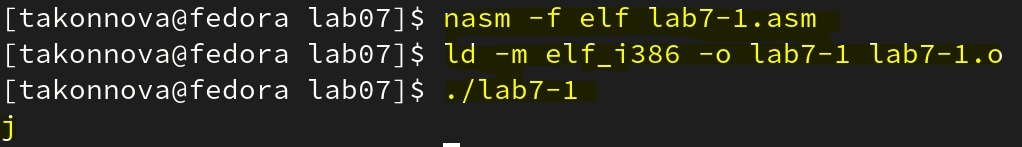 [takonnova@fedora lab07]$ nasm -f elf lab7-1.asm
[takonnova@fedora lab07]$ ld -m elf_i386 -o lab7-1 lab7-1.o
[takonnova@fedora lab07]$ ./lab7-1
j